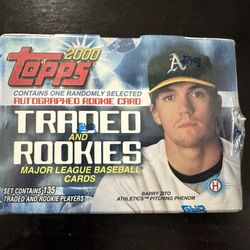 2000
Topps
CONTAINS ONE RANDOMLY SELECTED
AUTOGRAPHED ROOKIE CARD
TRADED
AND
ROOKIES
MAJOR LEAGUE BASEBALL
CARDS
SET CONTAINS 135
TRADED AND ROOKIE PLAYERS
BARRY ZITO
ATHLETICS™ PITCHING PHENOM